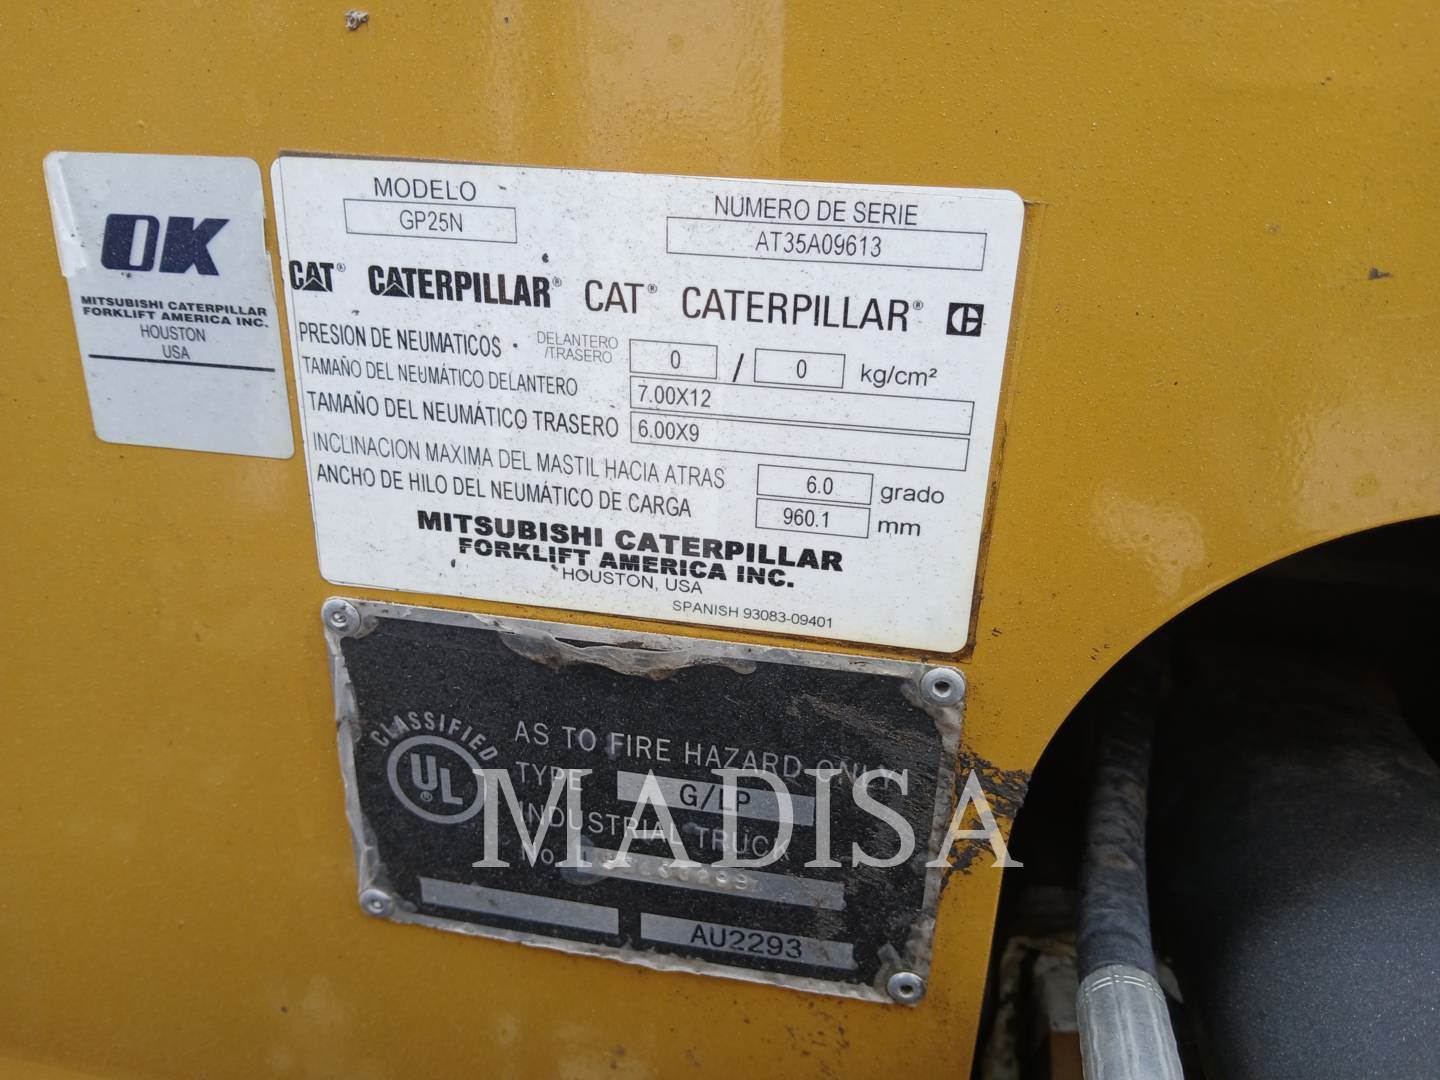 OK
MITSUBISHI CATERPILLAR
FORKLIFT AMERICA INC.
HOUSTON
USA
MODELO
GP25N
NUMERO DE SERIE
AT35A09613
CAT® CATERPILLAR® CAT® CATERPILLAR®
PRESION DE NEUMATICOS · DELANTERO /TRASERO 0 / 0 kg/cm²
TAMAÑO DEL NEUMÁTICO DELANTERO 7.00X12
TAMAÑO DEL NEUMÁTICO TRASERO 6.00X9
INCLINACION MAXIMA DEL MASTIL HACIA ATRAS 6.0 grado
ANCHO DE HILO DEL NEUMÁTICO DE CARGA 960.1 mm
MITSUBISHI CATERPILLAR
FORKLIFT AMERICA INC.
HOUSTON, USA
SPANISH 93083-09401
CLASSIFIED
UL®
AS TO FIRE HAZARD ONLY
TYPE G/LP
INDUSTRIAL TRUCK
NO.
AU2293
MADISA